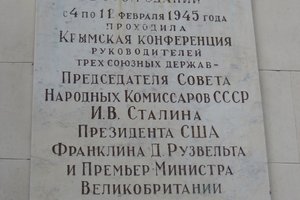 с 4 по 11 февраля 1945 года
проходила
Крымская конференция
руководителей
трех союзных держав-
Председателя Совета
Народных Комиссаров СССР
И.В. Сталина
Президента США
Франклина Д. Рузвельта
и Премьер-Министра
Великобритании